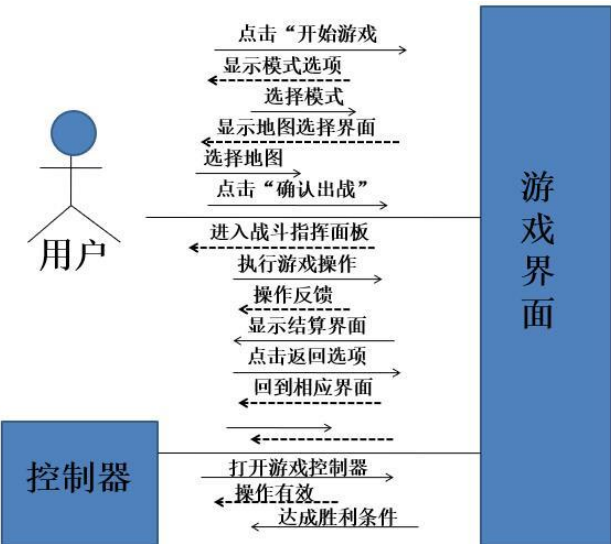 点击“开始游戏
显示模式选项
选择模式
显示地图选择界面
选择地图
点击“确认出战”
用户
进入战斗指挥面板
执行游戏操作
操作反馈
显示结算界面
点击返回选项
回到相应界面
游戏界面
控制器
打开游戏控制器
操作有效
达成胜利条件